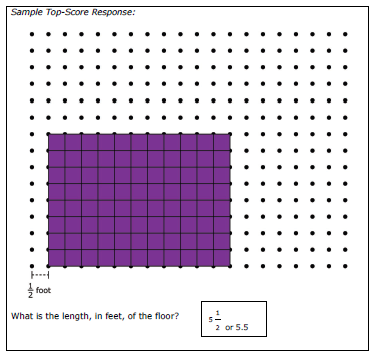 Sample Top-Score Response:
1/2 foot
What is the length, in feet, of the floor?
5 1/2 or 5.5